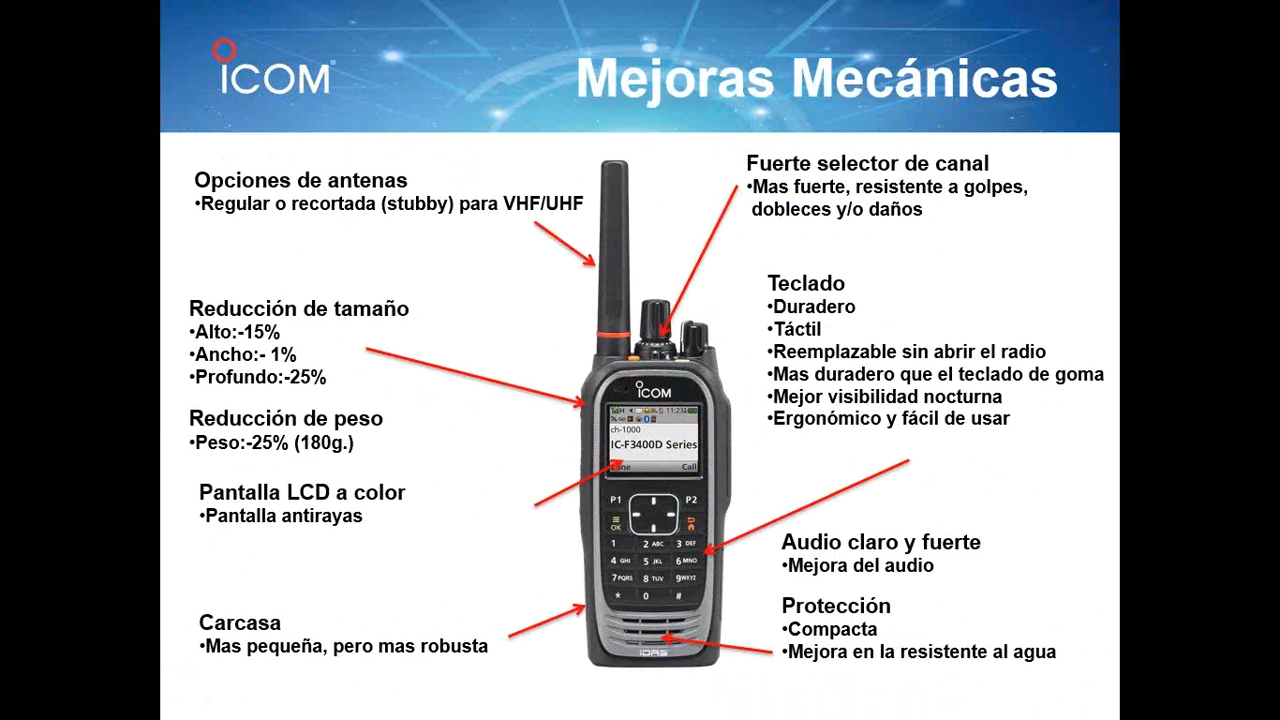 ICOM
Mejoras Mecánicas
Opciones de antenas
•Regular o recortada (stubby) para VHF/UHF
Reducción de tamaño
•Alto:-15%
•Ancho:- 1%
•Profundo:-25%
Reducción de peso
•Peso:-25% (180g.)
Pantalla LCD a color
•Pantalla antirayas
Carcasa
•Mas pequeña, pero mas robusta
Fuerte selector de canal
•Mas fuerte, resistente a golpes,
dobleces y/o daños
Teclado
•Duradero
•Táctil
•Reemplazable sin abrir el radio
•Mas duradero que el teclado de goma
•Mejor visibilidad nocturna
•Ergonómico y fácil de usar
Audio claro y fuerte
•Mejora del audio
Protección
•Compacta
•Mejora en la resistente al agua
ICOM
ch-1000
IC-F3400D Series
Call
P1 P2
OK
1 2 ABC 3 DEF
4 GHI 5 JKL 6 MNO
7 PQRS 8 TUV 9 WXYZ
* 0 #
IDAS